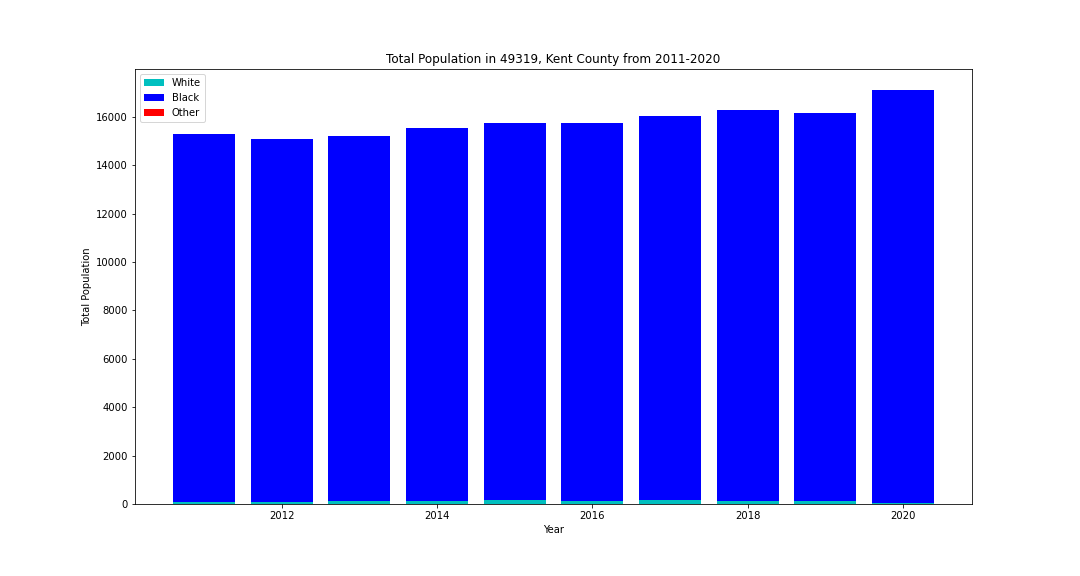 Total Population in 49319, Kent County from 2011-2020
White
Black
Other
16000
14000
12000
10000
8000
6000
4000
2000
0
Total Population
2012 2014 2016 2018 2020
Year